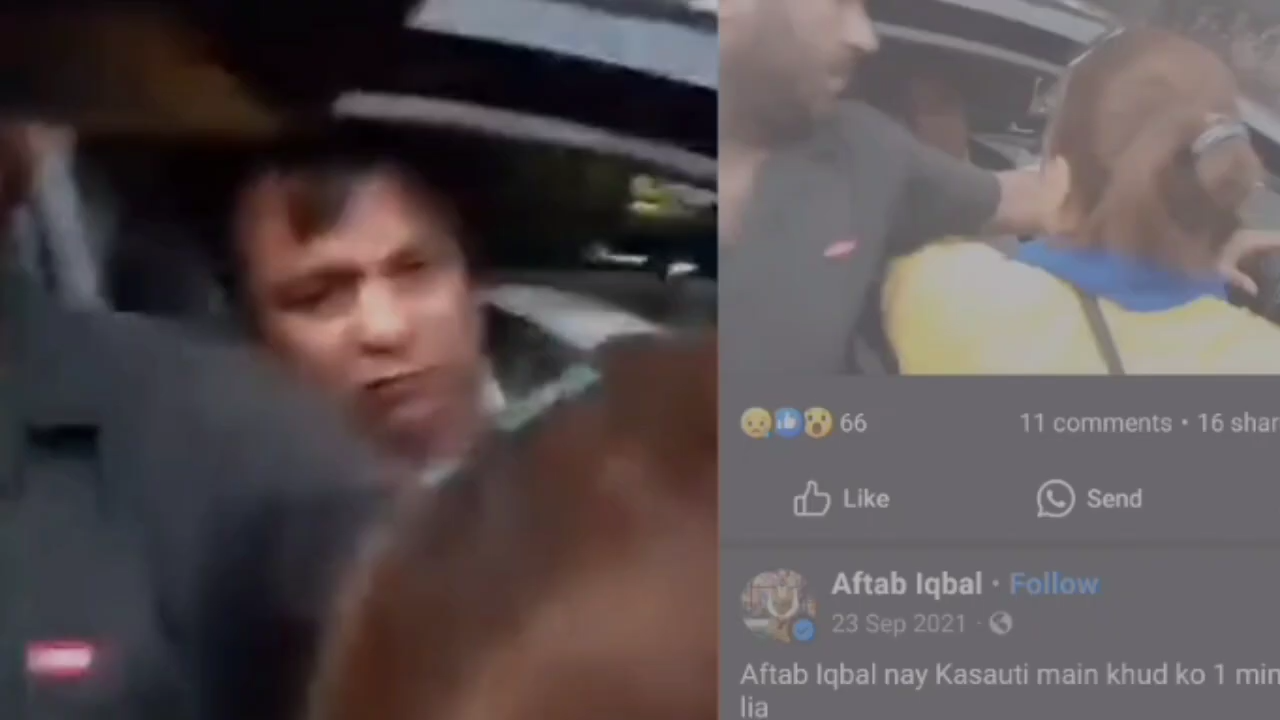 66
11 comments • 16 shar
Like
Send
Aftab Iqbal • Follow
23 Sep 2021 ·
Aftab Iqbal nay Kasauti main khud ko 1 min
lia